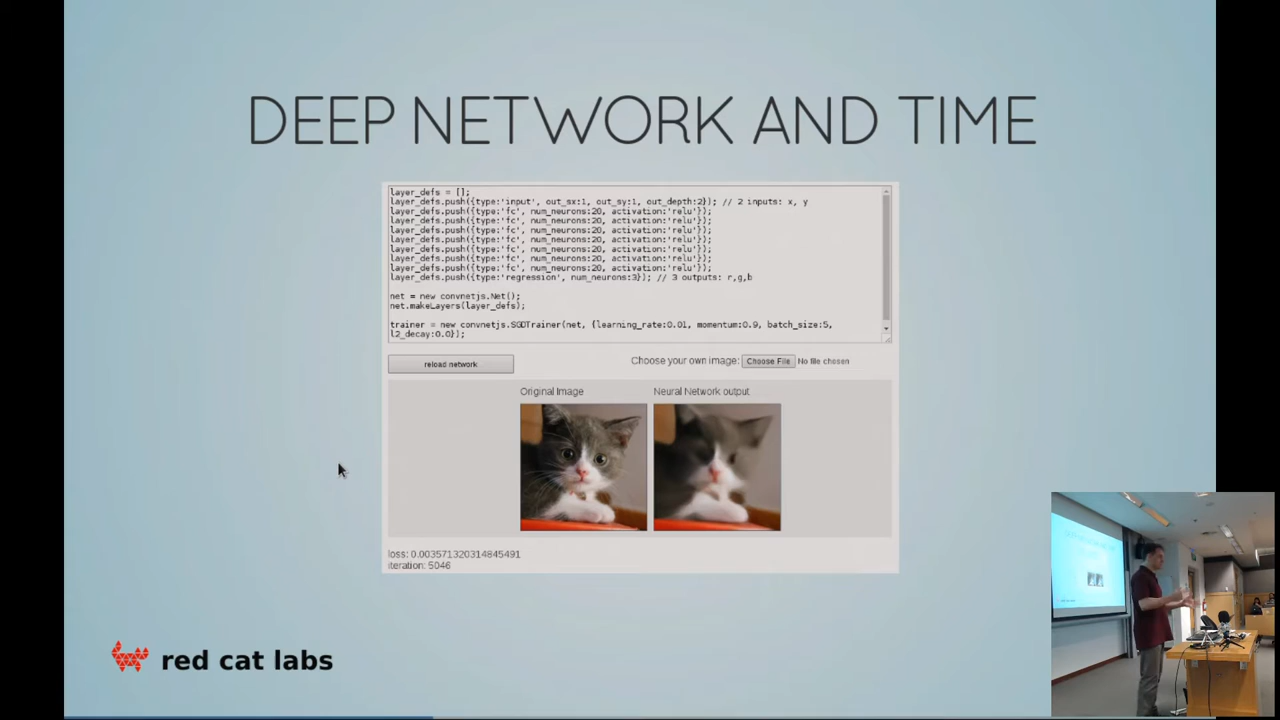 DEEP NETWORK AND TIME
layer_defs = [];
layer_defs.push({type:'input', out_sx:1, out_sy:1, out_depth:2}); // 2 inputs: x, y
layer_defs.push({type:'fc', num_neurons:20, activation:'relu'});
layer_defs.push({type:'fc', num_neurons:20, activation:'relu'});
layer_defs.push({type:'fc', num_neurons:20, activation:'relu'});
layer_defs.push({type:'fc', num_neurons:20, activation:'relu'});
layer_defs.push({type:'fc', num_neurons:20, activation:'relu'});
layer_defs.push({type:'fc', num_neurons:20, activation:'relu'});
layer_defs.push({type:'fc', num_neurons:20, activation:'relu'});
layer_defs.push({type:'regression', num_neurons:3}); // 3 outputs: r,g,b
net = new convnetjs.Net();
net.makeLayers(layer_defs);
trainer = new convnetjs.SGDTrainer(net, {learning_rate:0.01, momentum:0.9, batch_size:5,
l2_decay:0.0});
reload network
Choose your own image: Choose File No file chosen
Original Image
Neural Network output
loss: 0.003571320314845491
iteration: 5046
red cat labs